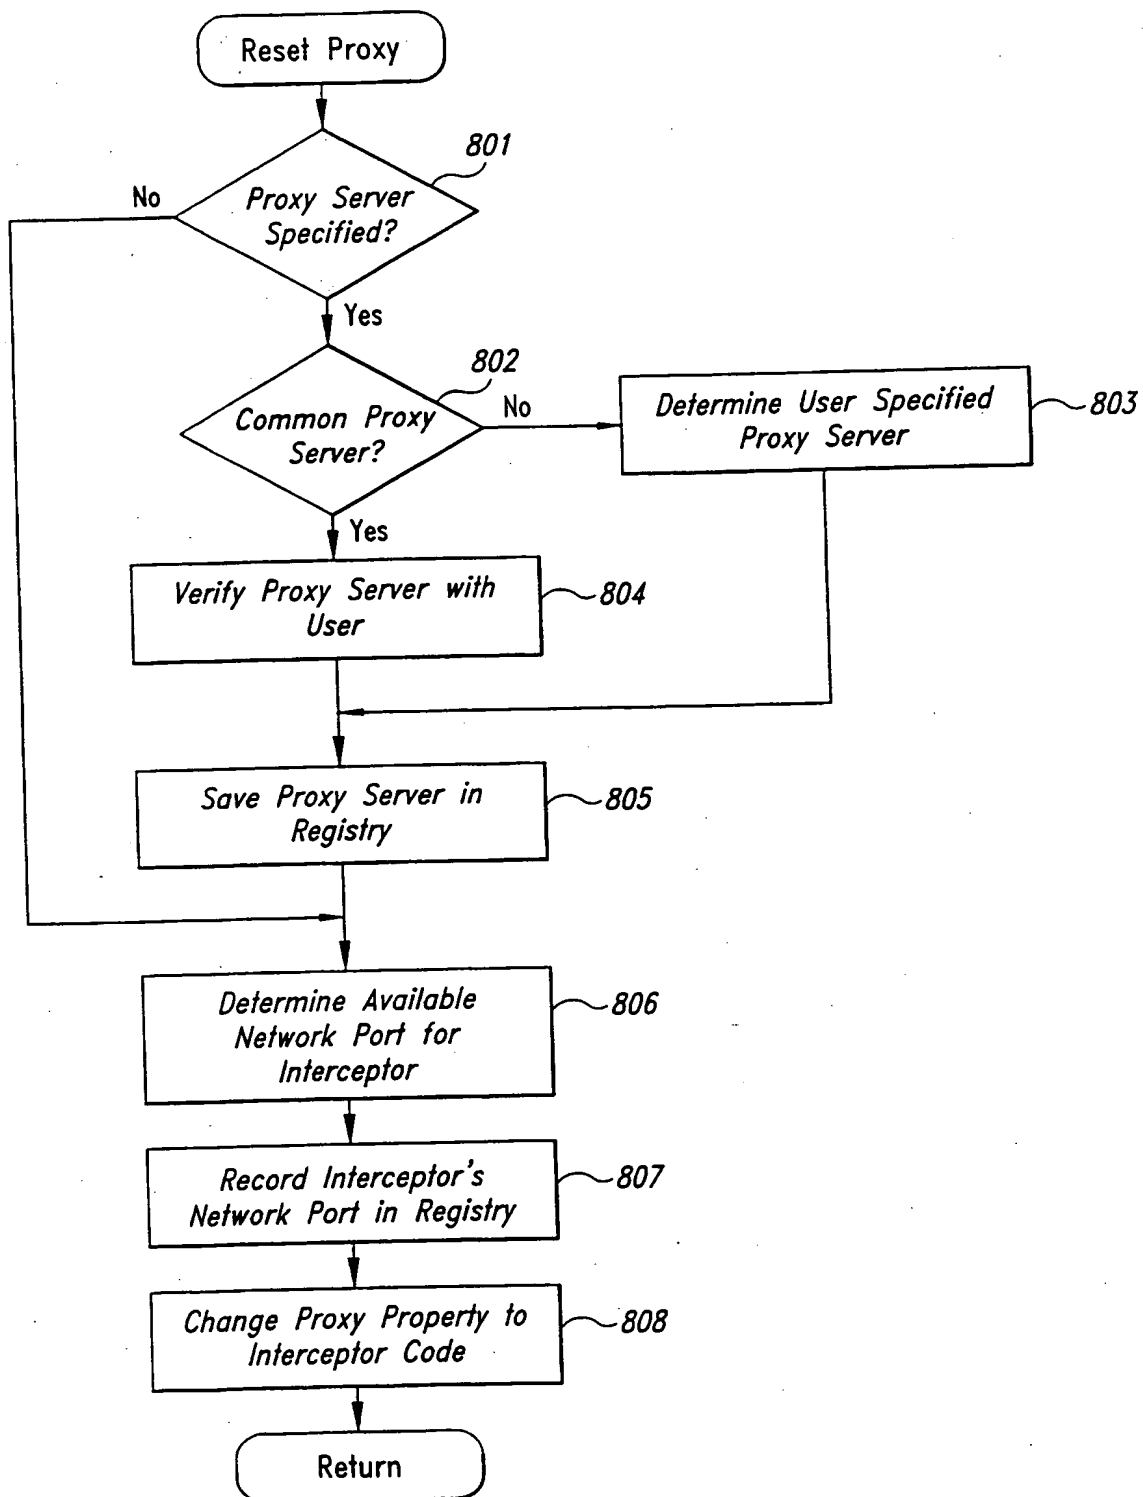 Reset Proxy
801
No
Proxy Server
Specified?
Yes
802
Common Proxy
Server?
No
Determine User Specified
Proxy Server
803
Yes
Verify Proxy Server with
User
804
Save Proxy Server in
Registry
805
Determine Available
Network Port for
Interceptor
806
Record Interceptor's
Network Port in Registry
807
Change Proxy Property to
Interceptor Code
808
Return